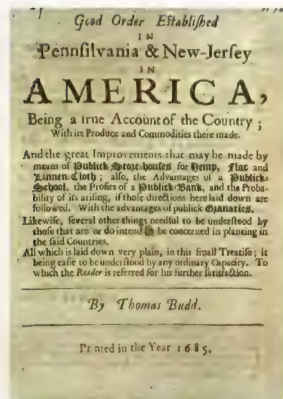 Good Order Established
IN
Pennsilvania & New-Jersey
IN
AMERICA,
Being a true Account of the Country;
With its Produce and Commodities there made.
And the great Improvements that may be made by
means of Publick Store-houses for Hemp, Flax and
Linnen-Cloth; also, the Advantages of a Publick-
School, the Profits of a Publick-Bank, and the Proba-
bility of its arising, if those directions here laid down are
followed. With the advantages of publick Granaries.
Likewise, several other things needful to be understood by
those that are or do intend to be concerned in planting in
the said Countries.
All which is laid down very plain, in this small Treatise; it
being easie to be understood by any ordinary Capacity. To
which the Reader is referred for his further satisfaction.
By Thomas Budd.
Printed in the Year 1685.